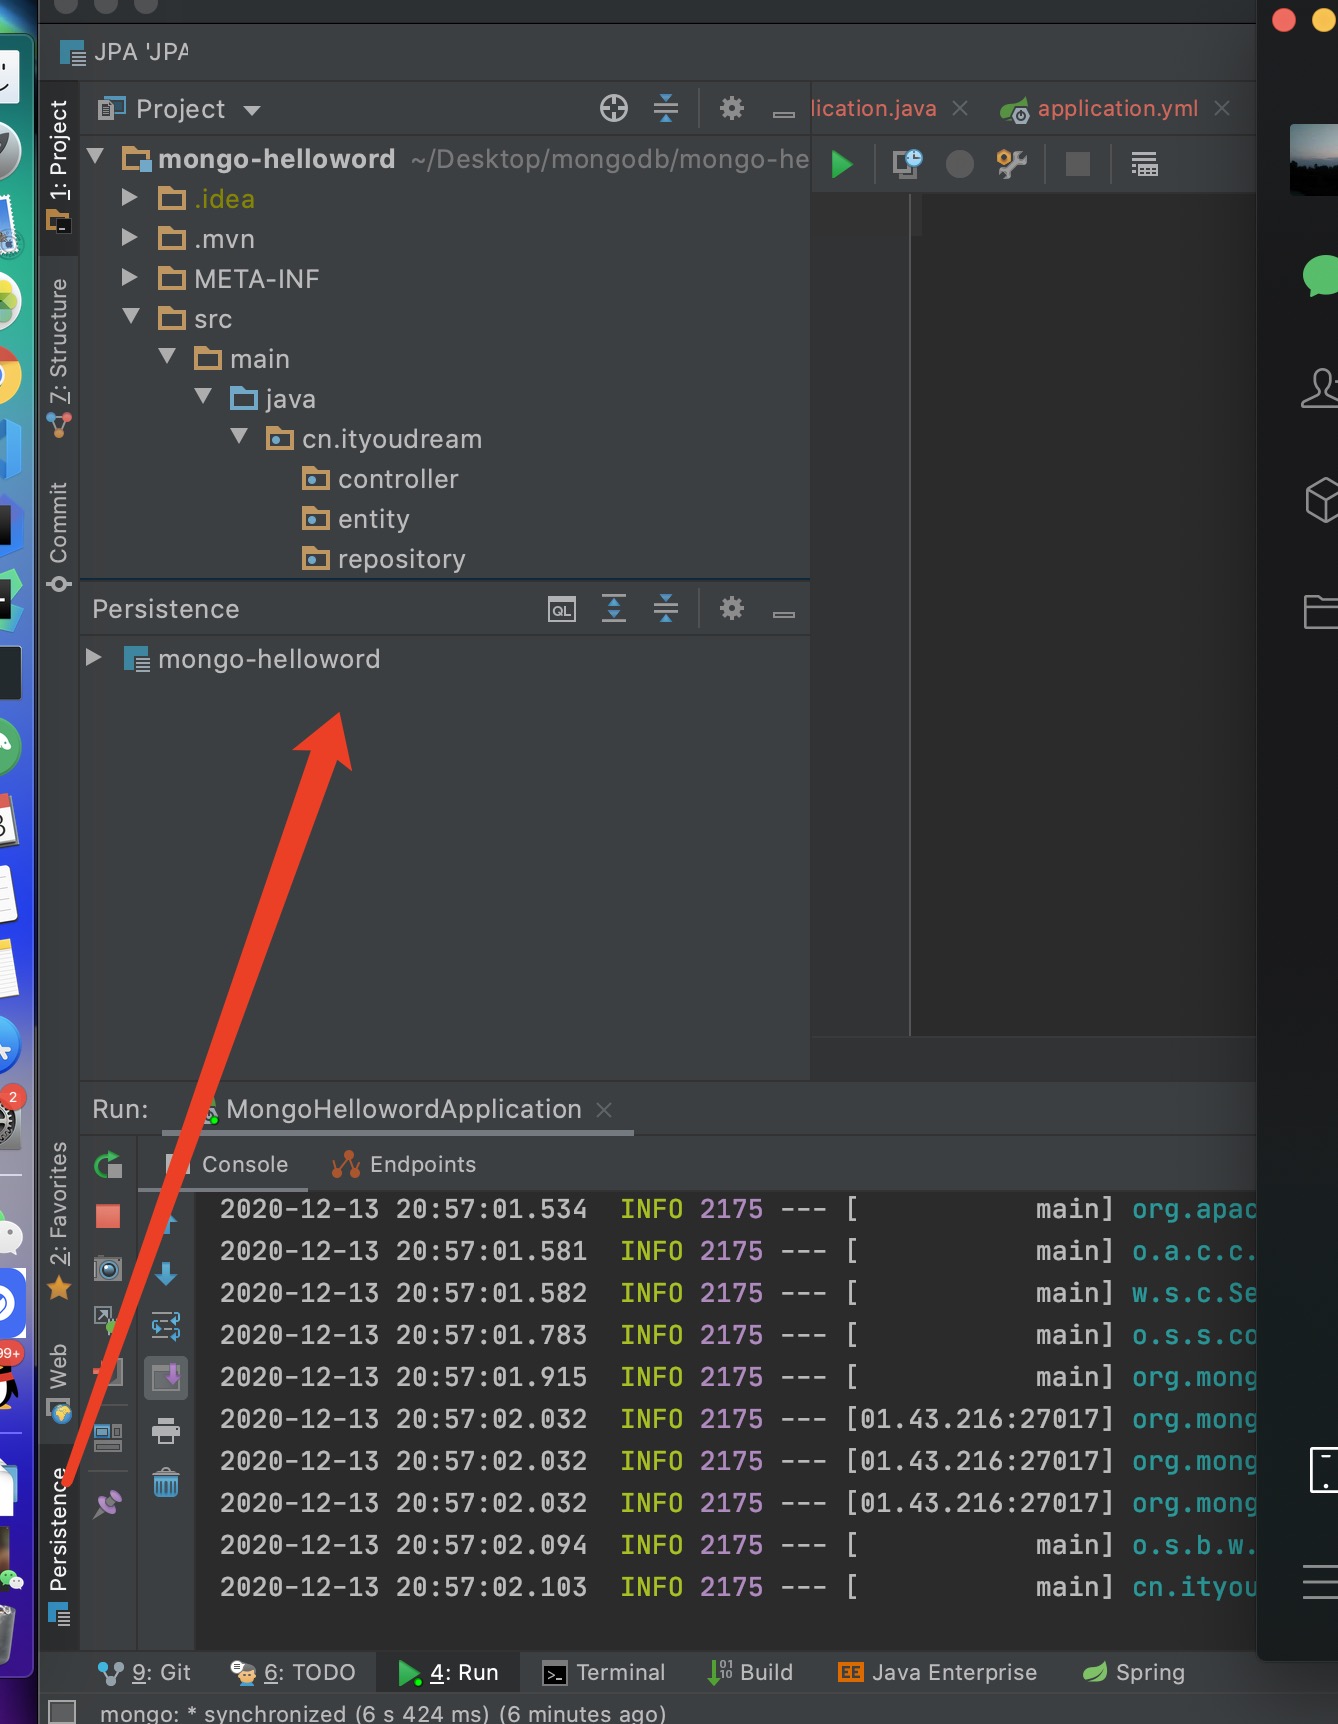 JPA 'JPA
1: Project
Project
lication.java
application.yml
mongo-helloword ~/Desktop/mongodb/mongo-he
.idea
.mvn
META-INF
src
main
java
cn.ityoudream
controller
entity
repository
7: Structure
Commit
Persistence
QL
mongo-helloword
Run: MongoHellowordApplication
Console
Endpoints
2020-12-13 20:57:01.534 INFO 2175 --- [ main] org.apac
2020-12-13 20:57:01.581 INFO 2175 --- [ main] o.a.c.c.
2020-12-13 20:57:01.582 INFO 2175 --- [ main] w.s.c.Se
2020-12-13 20:57:01.783 INFO 2175 --- [ main] o.s.s.co
2020-12-13 20:57:01.915 INFO 2175 --- [ main] org.mong
2020-12-13 20:57:02.032 INFO 2175 --- [01.43.216:27017] org.mong
2020-12-13 20:57:02.032 INFO 2175 --- [01.43.216:27017] org.mong
2020-12-13 20:57:02.032 INFO 2175 --- [01.43.216:27017] org.mong
2020-12-13 20:57:02.094 INFO 2175 --- [ main] o.s.b.w.
2020-12-13 20:57:02.103 INFO 2175 --- [ main] cn.ityou
2: Favorites
Web
Persistence
2
99+
9: Git
6: TODO
4: Run
Terminal
Build
EE Java Enterprise
Spring
mongo: * synchronized (6 s 424 ms) (6 minutes ago)